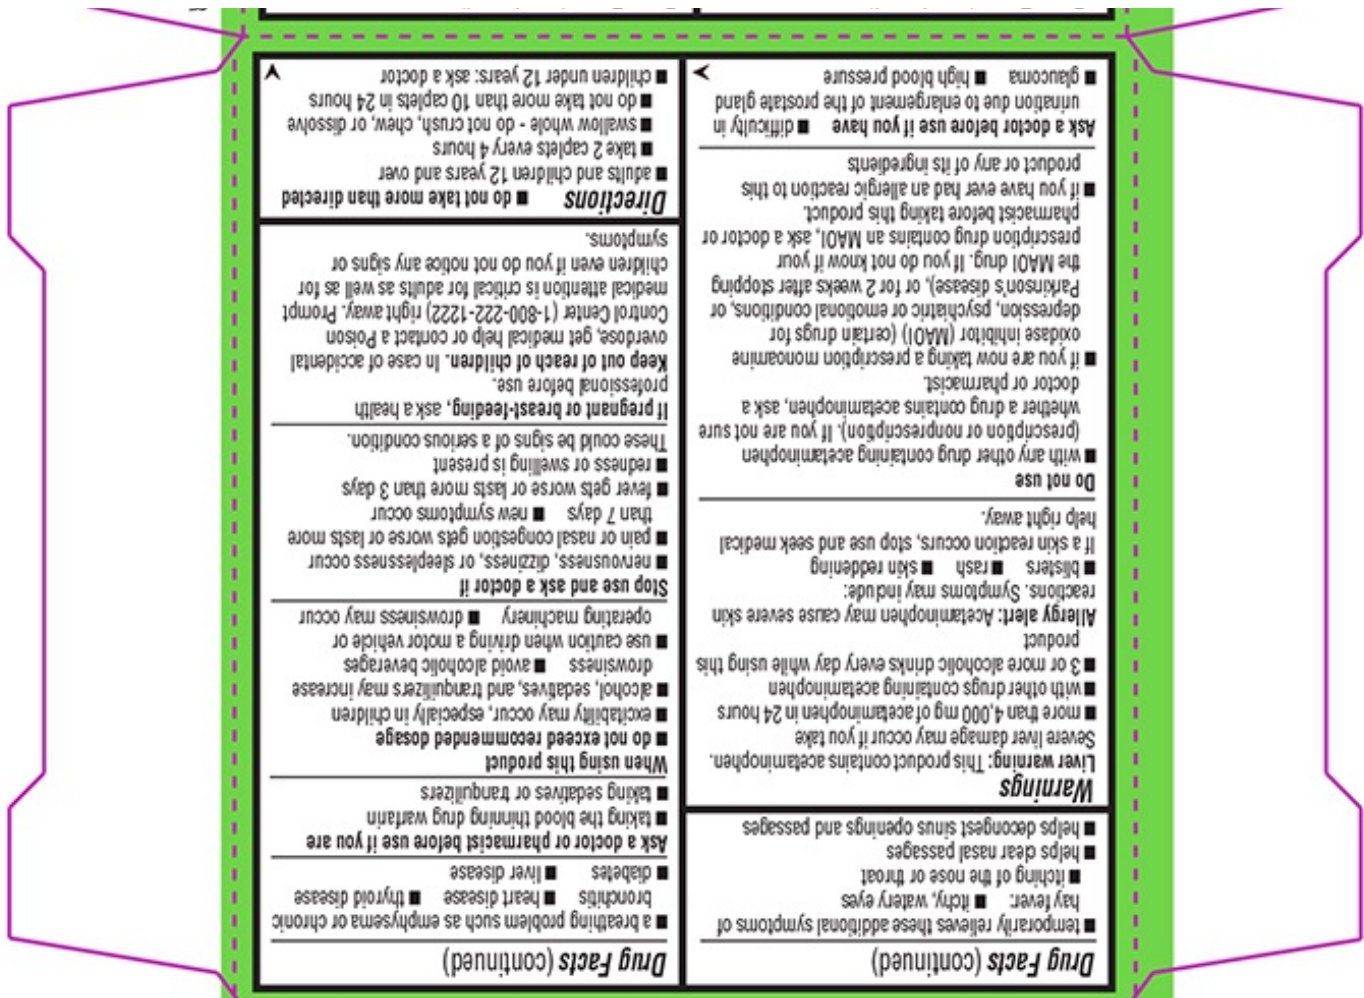 Drug Facts (continued)
■ temporarily relieves these additional symptoms of
hay fever: ■ itchy, watery eyes
■ itching of the nose or throat
■ helps clear nasal passages
■ helps decongest sinus openings and passages
Warnings
Liver warning: This product contains acetaminophen.
Severe liver damage may occur if you take
■ more than 4,000 mg of acetaminophen in 24 hours
■ with other drugs containing acetaminophen
■ 3 or more alcoholic drinks every day while using this
product
Allergy alert: Acetaminophen may cause severe skin
reactions. Symptoms may include:
■ blisters ■ rash ■ skin reddening
If a skin reaction occurs, stop use and seek medical
help right away.
Do not use
■ with any other drug containing acetaminophen
(prescription or nonprescription). If you are not sure
whether a drug contains acetaminophen, ask a
doctor or pharmacist.
■ if you are now taking a prescription monoamine
oxidase inhibitor (MAOI) (certain drugs for
depression, psychiatric or emotional conditions, or
Parkinson's disease), or for 2 weeks after stopping
the MAOI drug. If you do not know if your
prescription drug contains an MAOI, ask a doctor or
pharmacist before taking this product.
■ if you have ever had an allergic reaction to this
product or any of its ingredients
Ask a doctor before use if you have ■ difficulty in
urination due to enlargement of the prostate gland
■ glaucoma ■ high blood pressure
Drug Facts (continued)
■ a breathing problem such as emphysema or chronic
bronchitis ■ heart disease ■ thyroid disease
■ diabetes ■ liver disease
Ask a doctor or pharmacist before use if you are
■ taking the blood thinning drug warfarin
■ taking sedatives or tranquilizers
When using this product
■ do not exceed recommended dosage
■ excitability may occur, especially in children
■ alcohol, sedatives, and tranquilizers may increase
drowsiness ■ avoid alcoholic beverages
■ use caution when driving a motor vehicle or
operating machinery ■ drowsiness may occur
Stop use and ask a doctor if
■ nervousness, dizziness, or sleeplessness occur
■ pain or nasal congestion gets worse or lasts more
than 7 days ■ new symptoms occur
■ fever gets worse or lasts more than 3 days
■ redness or swelling is present
These could be signs of a serious condition.
If pregnant or breast-feeding, ask a health
professional before use.
Keep out of reach of children. In case of accidental
overdose, get medical help or contact a Poison
Control Center (1-800-222-1222) right away. Prompt
medical attention is critical for adults as well as for
children even if you do not notice any signs or
symptoms.
Directions ■ do not take more than directed
■ adults and children 12 years and over
■ take 2 caplets every 4 hours
■ swallow whole - do not crush, chew, or dissolve
■ do not take more than 10 caplets in 24 hours
■ children under 12 years: ask a doctor